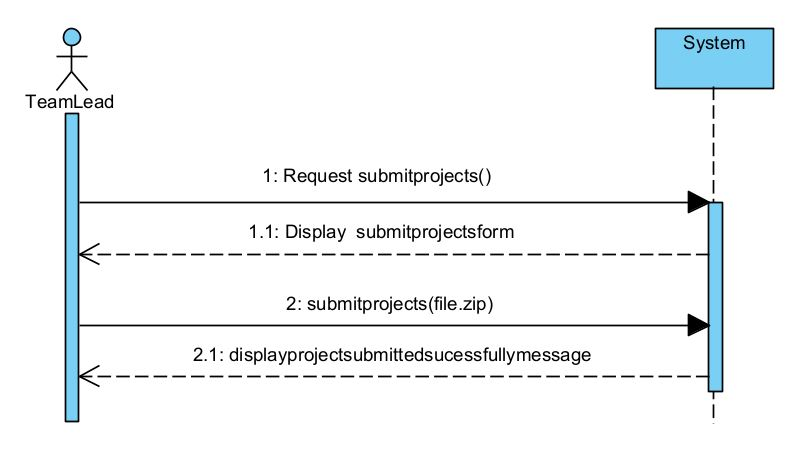 System
TeamLead
1: Request submitprojects()
1.1: Display submitprojectsform
2: submitprojects(file.zip)
2.1: displayprojectsubmittedsucessfullymessage